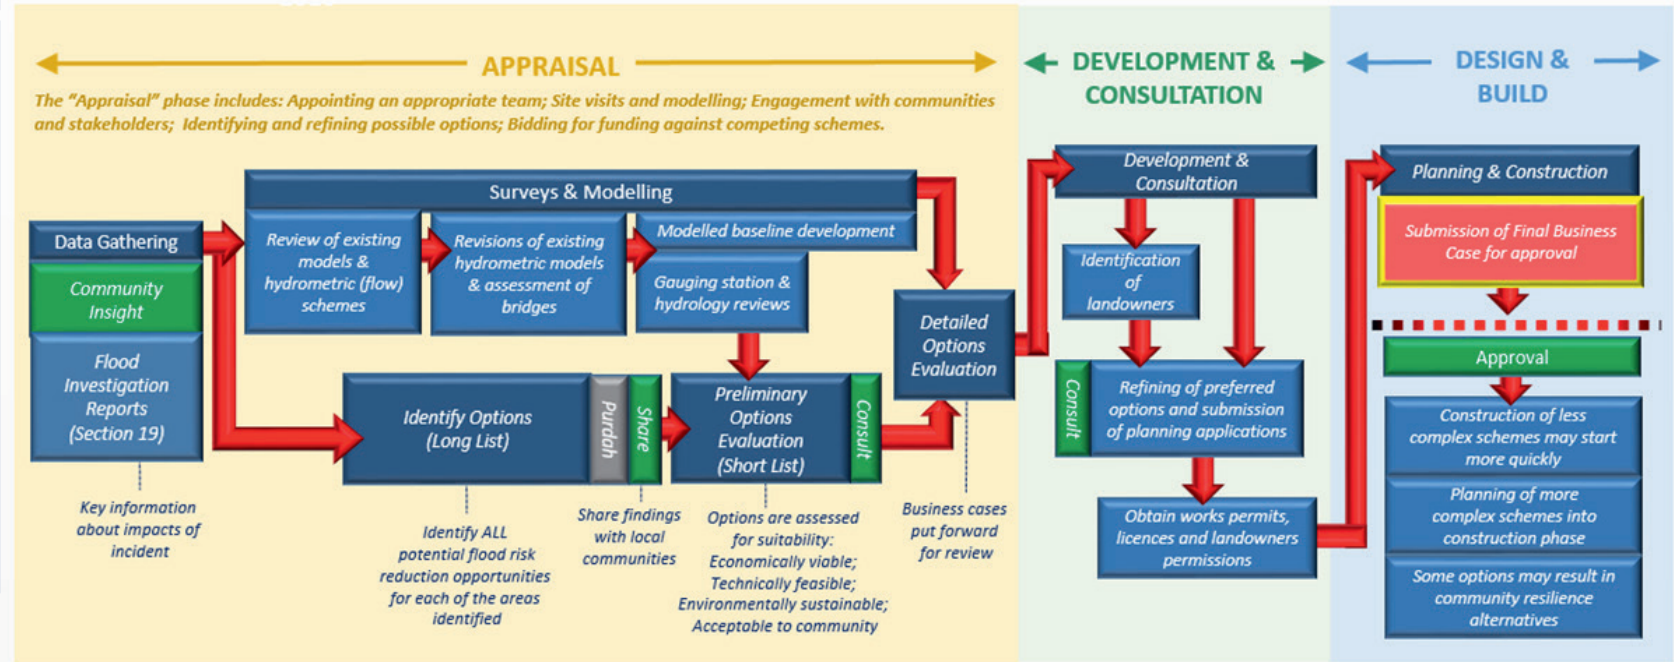 APPRAISAL
The “Appraisal” phase includes: Appointing an appropriate team; Site visits and modelling; Engagement with communities
and stakeholders; Identifying and refining possible options; Bidding for funding against competing schemes.
Data Gathering
Community
Insight
Flood
Investigation
Reports
(Section 19)
Key information
about impacts of
incident
Surveys & Modelling
Review of existing
models &
hydrometric (flow)
schemes
Revisions of existing
hydrometric models
& assessment of
bridges
Modelled baseline development
Gauging station &
hydrology reviews
Identify Options
(Long List)
Purdah
Share
Identify ALL
potential flood risk
reduction opportunities
for each of the areas
identified
Share findings
with local
communities
Preliminary
Options
Evaluation
(Short List)
Consult
Options are assessed
for suitability:
Economically viable;
Technically feasible;
Environmentally sustainable;
Acceptable to community
Detailed
Options
Evaluation
Business cases
put forward
for review
DEVELOPMENT &
CONSULTATION
Development &
Consultation
Identification
of
landowners
Consult
Refining of preferred
options and submission
of planning applications
Obtain works permits,
licences and landowners
permissions
DESIGN &
BUILD
Planning & Construction
Submission of Final Business
Case for approval
Approval
Construction of less
complex schemes may start
more quickly
Planning of more
complex schemes into
construction phase
Some options may result in
community resilience
alternatives